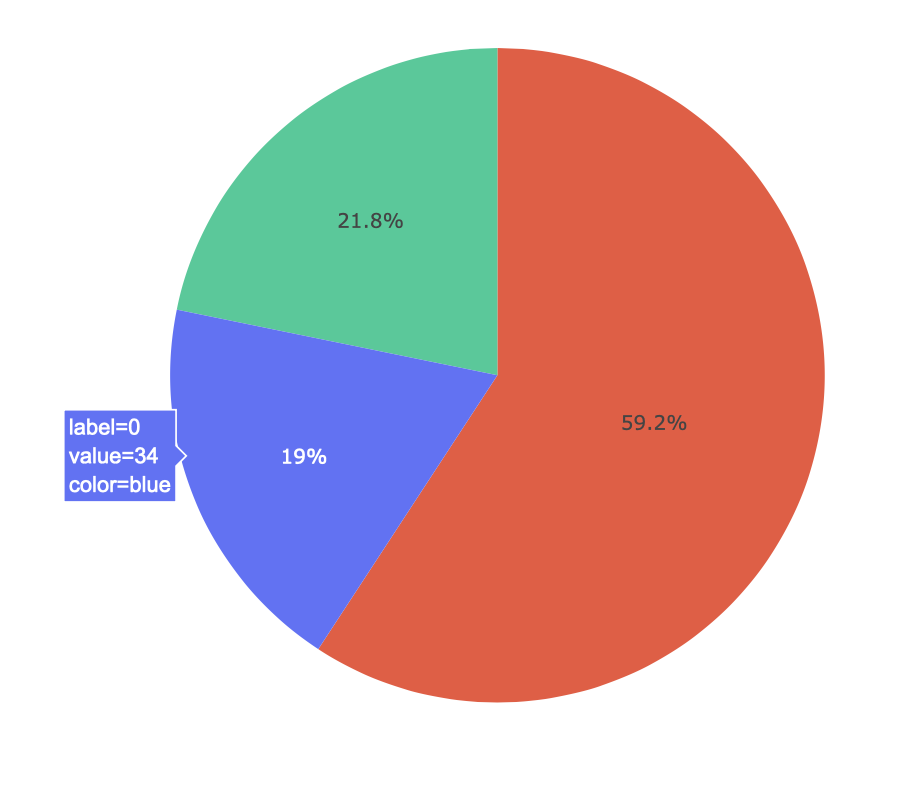 21.8%
59.2%
label=0
value=34
color=blue
19%